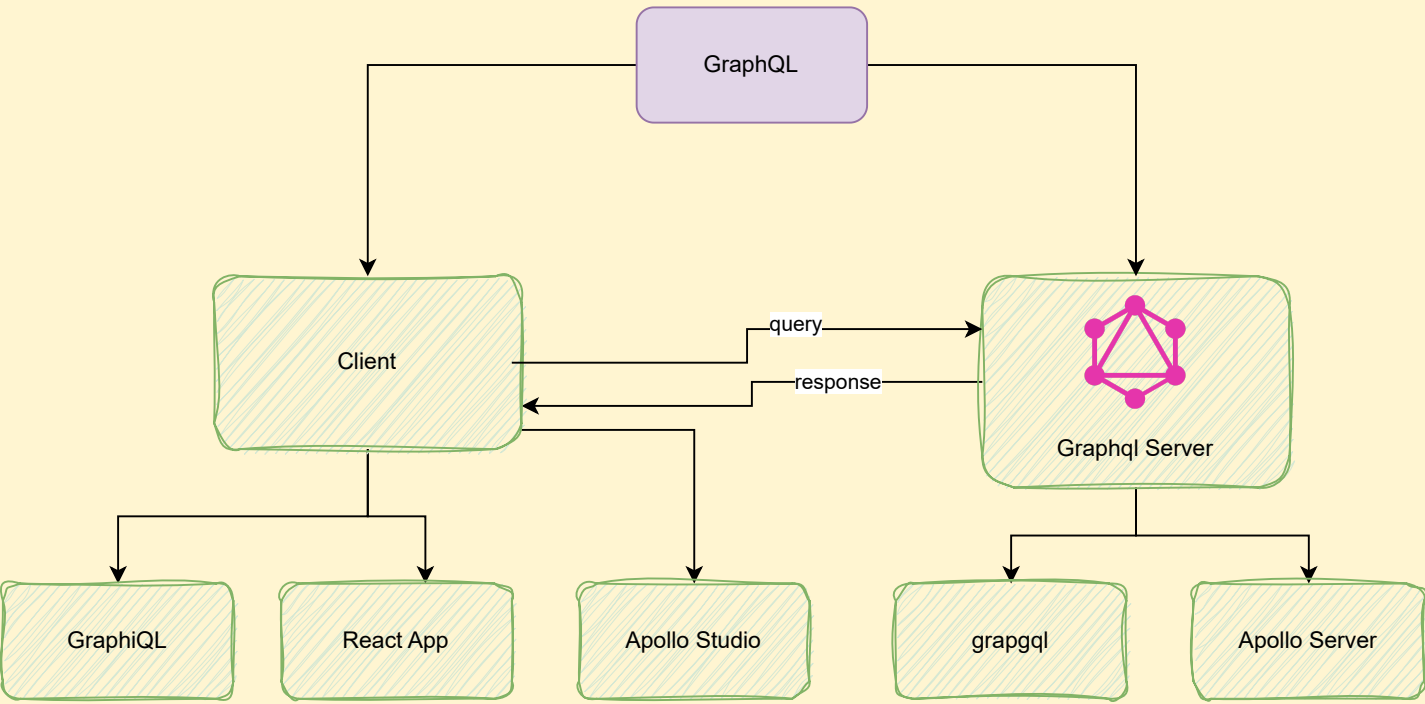 GraphQL
Client
query
response
Graphql Server
GraphiQL
React App
Apollo Studio
grapgql
Apollo Server